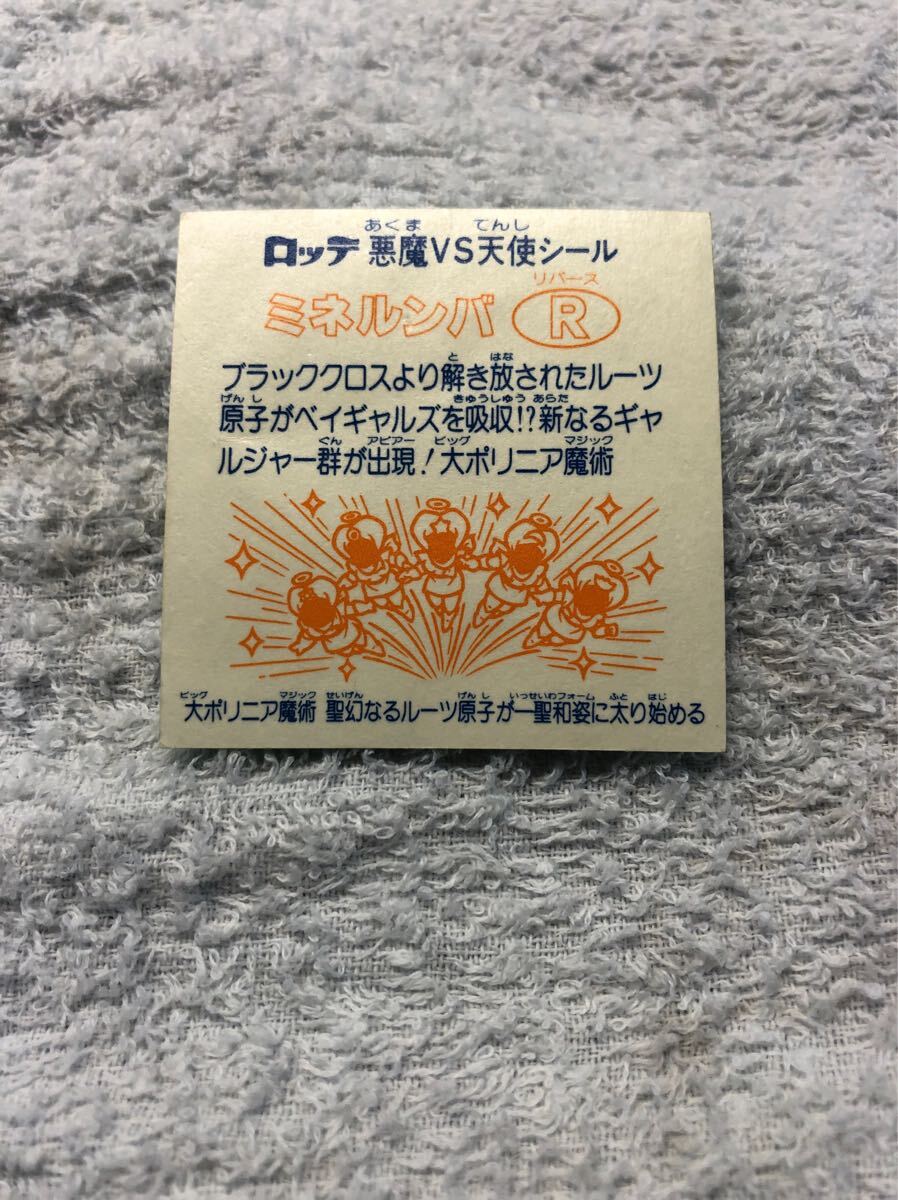 あくま てんし
ロッテ 悪魔VS天使シール
リバース
ミネルンバ R
と はな
ブラッククロスより解き放されたルーツ
げんし きゅうしゅう あらた
原子がベイギャルズを吸収!?新なるギャ
ぐん アピアー ビッグ マジック
ルジャー群が出現!大ポリニア魔術
ビッグ マジック せいげん げんし いっせいわフォーム ふと はじ
大ポリニア魔術 聖幻なるルーツ原子が一聖和姿に太り始める